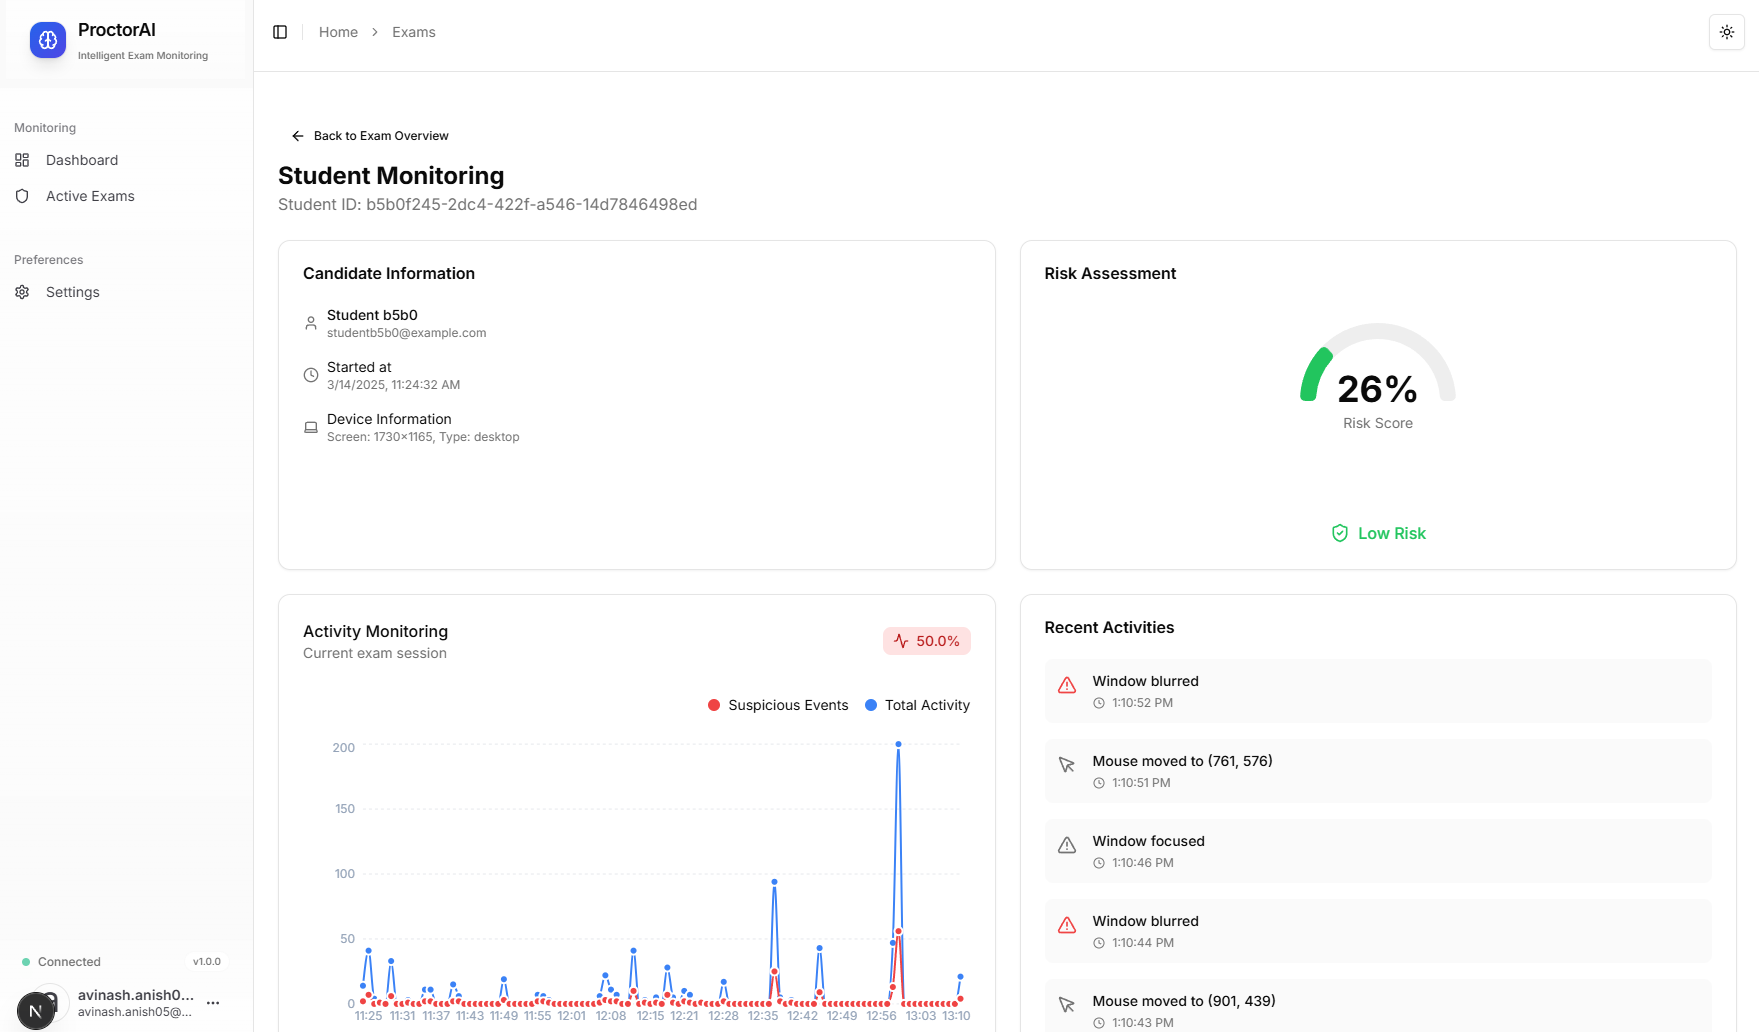 ProctorAI
Intelligent Exam Monitoring
Home
Exams
Monitoring
Dashboard
Active Exams
Preferences
Settings
Connected
v1.0.0
N
avinash.anish0...
avinash.anish05@...
Back to Exam Overview
Student Monitoring
Student ID: b5b0f245-2dc4-422f-a546-14d7846498ed
Candidate Information
Student b5b0
studentb5b0@example.com
Started at
3/14/2025, 11:24:32 AM
Device Information
Screen: 1730×1165, Type: desktop
Risk Assessment
26%
Risk Score
Low Risk
Activity Monitoring
Current exam session
50.0%
Suspicious Events
Total Activity
200
150
100
50
0
11:25 11:31 11:37 11:43 11:49 11:55 12:01 12:08 12:15 12:21 12:28 12:35 12:42 12:49 12:56 13:03 13:10
Recent Activities
Window blurred
1:10:52 PM
Mouse moved to (761, 576)
1:10:51 PM
Window focused
1:10:46 PM
Window blurred
1:10:44 PM
Mouse moved to (901, 439)
1:10:43 PM